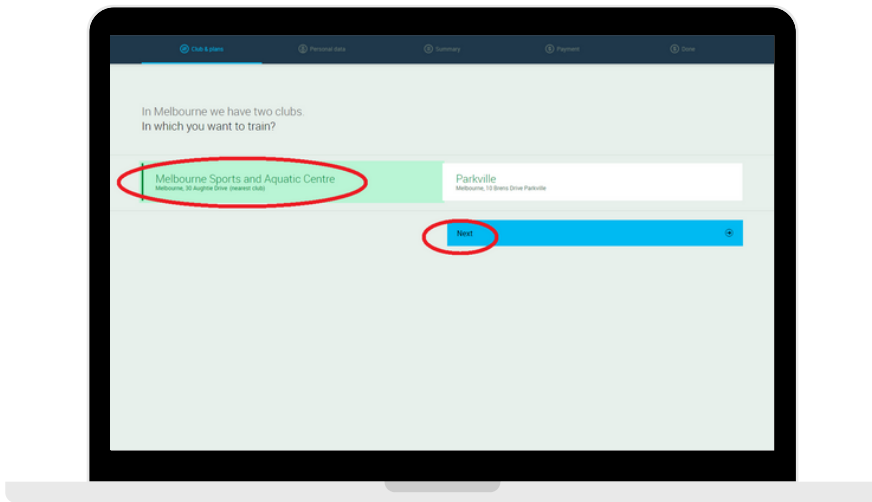 Club & plans
Personal data
Summary
Payment
Done
In Melbourne we have two clubs.
In which you want to train?
Melbourne Sports and Aquatic Centre
Melbourne, 30 Aughtie Drive (nearest club)
Parkville
Melbourne, 10 Brens Drive Parkville
Next